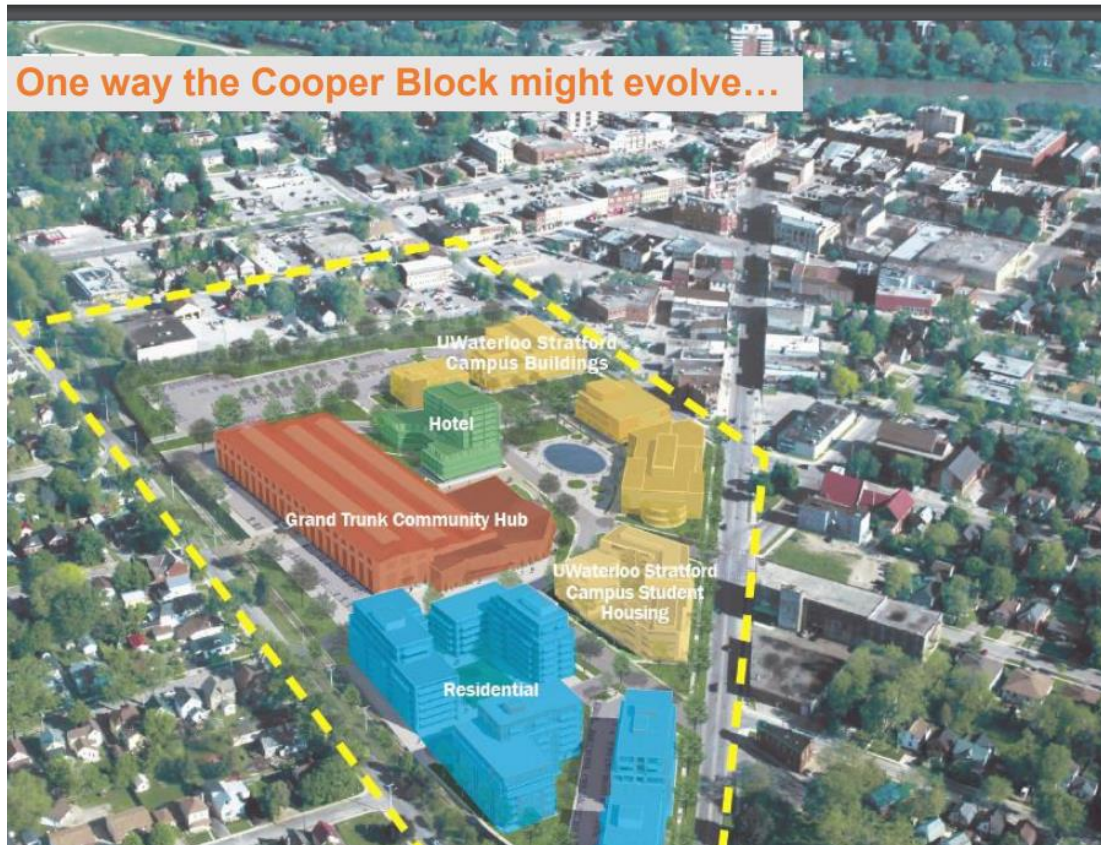 One way the Cooper Block might evolve...
UWaterloo Stratford
Campus Buildings
Hotel
Grand Trunk Community Hub
UWaterloo Stratford
Campus Student
Housing
Residential